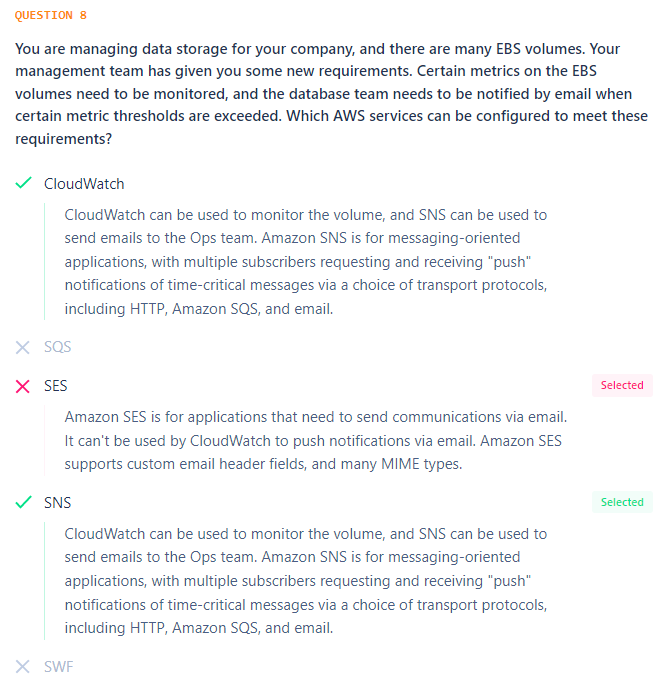 QUESTION 8
You are managing data storage for your company, and there are many EBS volumes. Your
management team has given you some new requirements. Certain metrics on the EBS
volumes need to be monitored, and the database team needs to be notified by email when
certain metric thresholds are exceeded. Which AWS services can be configured to meet these
requirements?
CloudWatch
CloudWatch can be used to monitor the volume, and SNS can be used to
send emails to the Ops team. Amazon SNS is for messaging-oriented
applications, with multiple subscribers requesting and receiving "push"
notifications of time-critical messages via a choice of transport protocols,
including HTTP, Amazon SQS, and email.
SQS
SES
Selected
Amazon SES is for applications that need to send communications via email.
It can't be used by CloudWatch to push notifications via email. Amazon SES
supports custom email header fields, and many MIME types.
SNS
Selected
CloudWatch can be used to monitor the volume, and SNS can be used to
send emails to the Ops team. Amazon SNS is for messaging-oriented
applications, with multiple subscribers requesting and receiving "push"
notifications of time-critical messages via a choice of transport protocols,
including HTTP, Amazon SQS, and email.
SWF